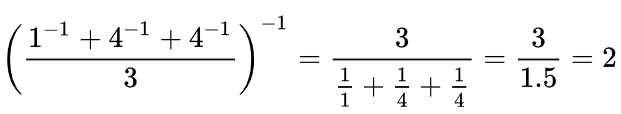 \left(\frac{1^{-1} + 4^{-1} + 4^{-1}}{3}\right)^{-1} = \frac{3}{\frac{1}{1} + \frac{1}{4} + \frac{1}{4}} = \frac{3}{1.5} = 2